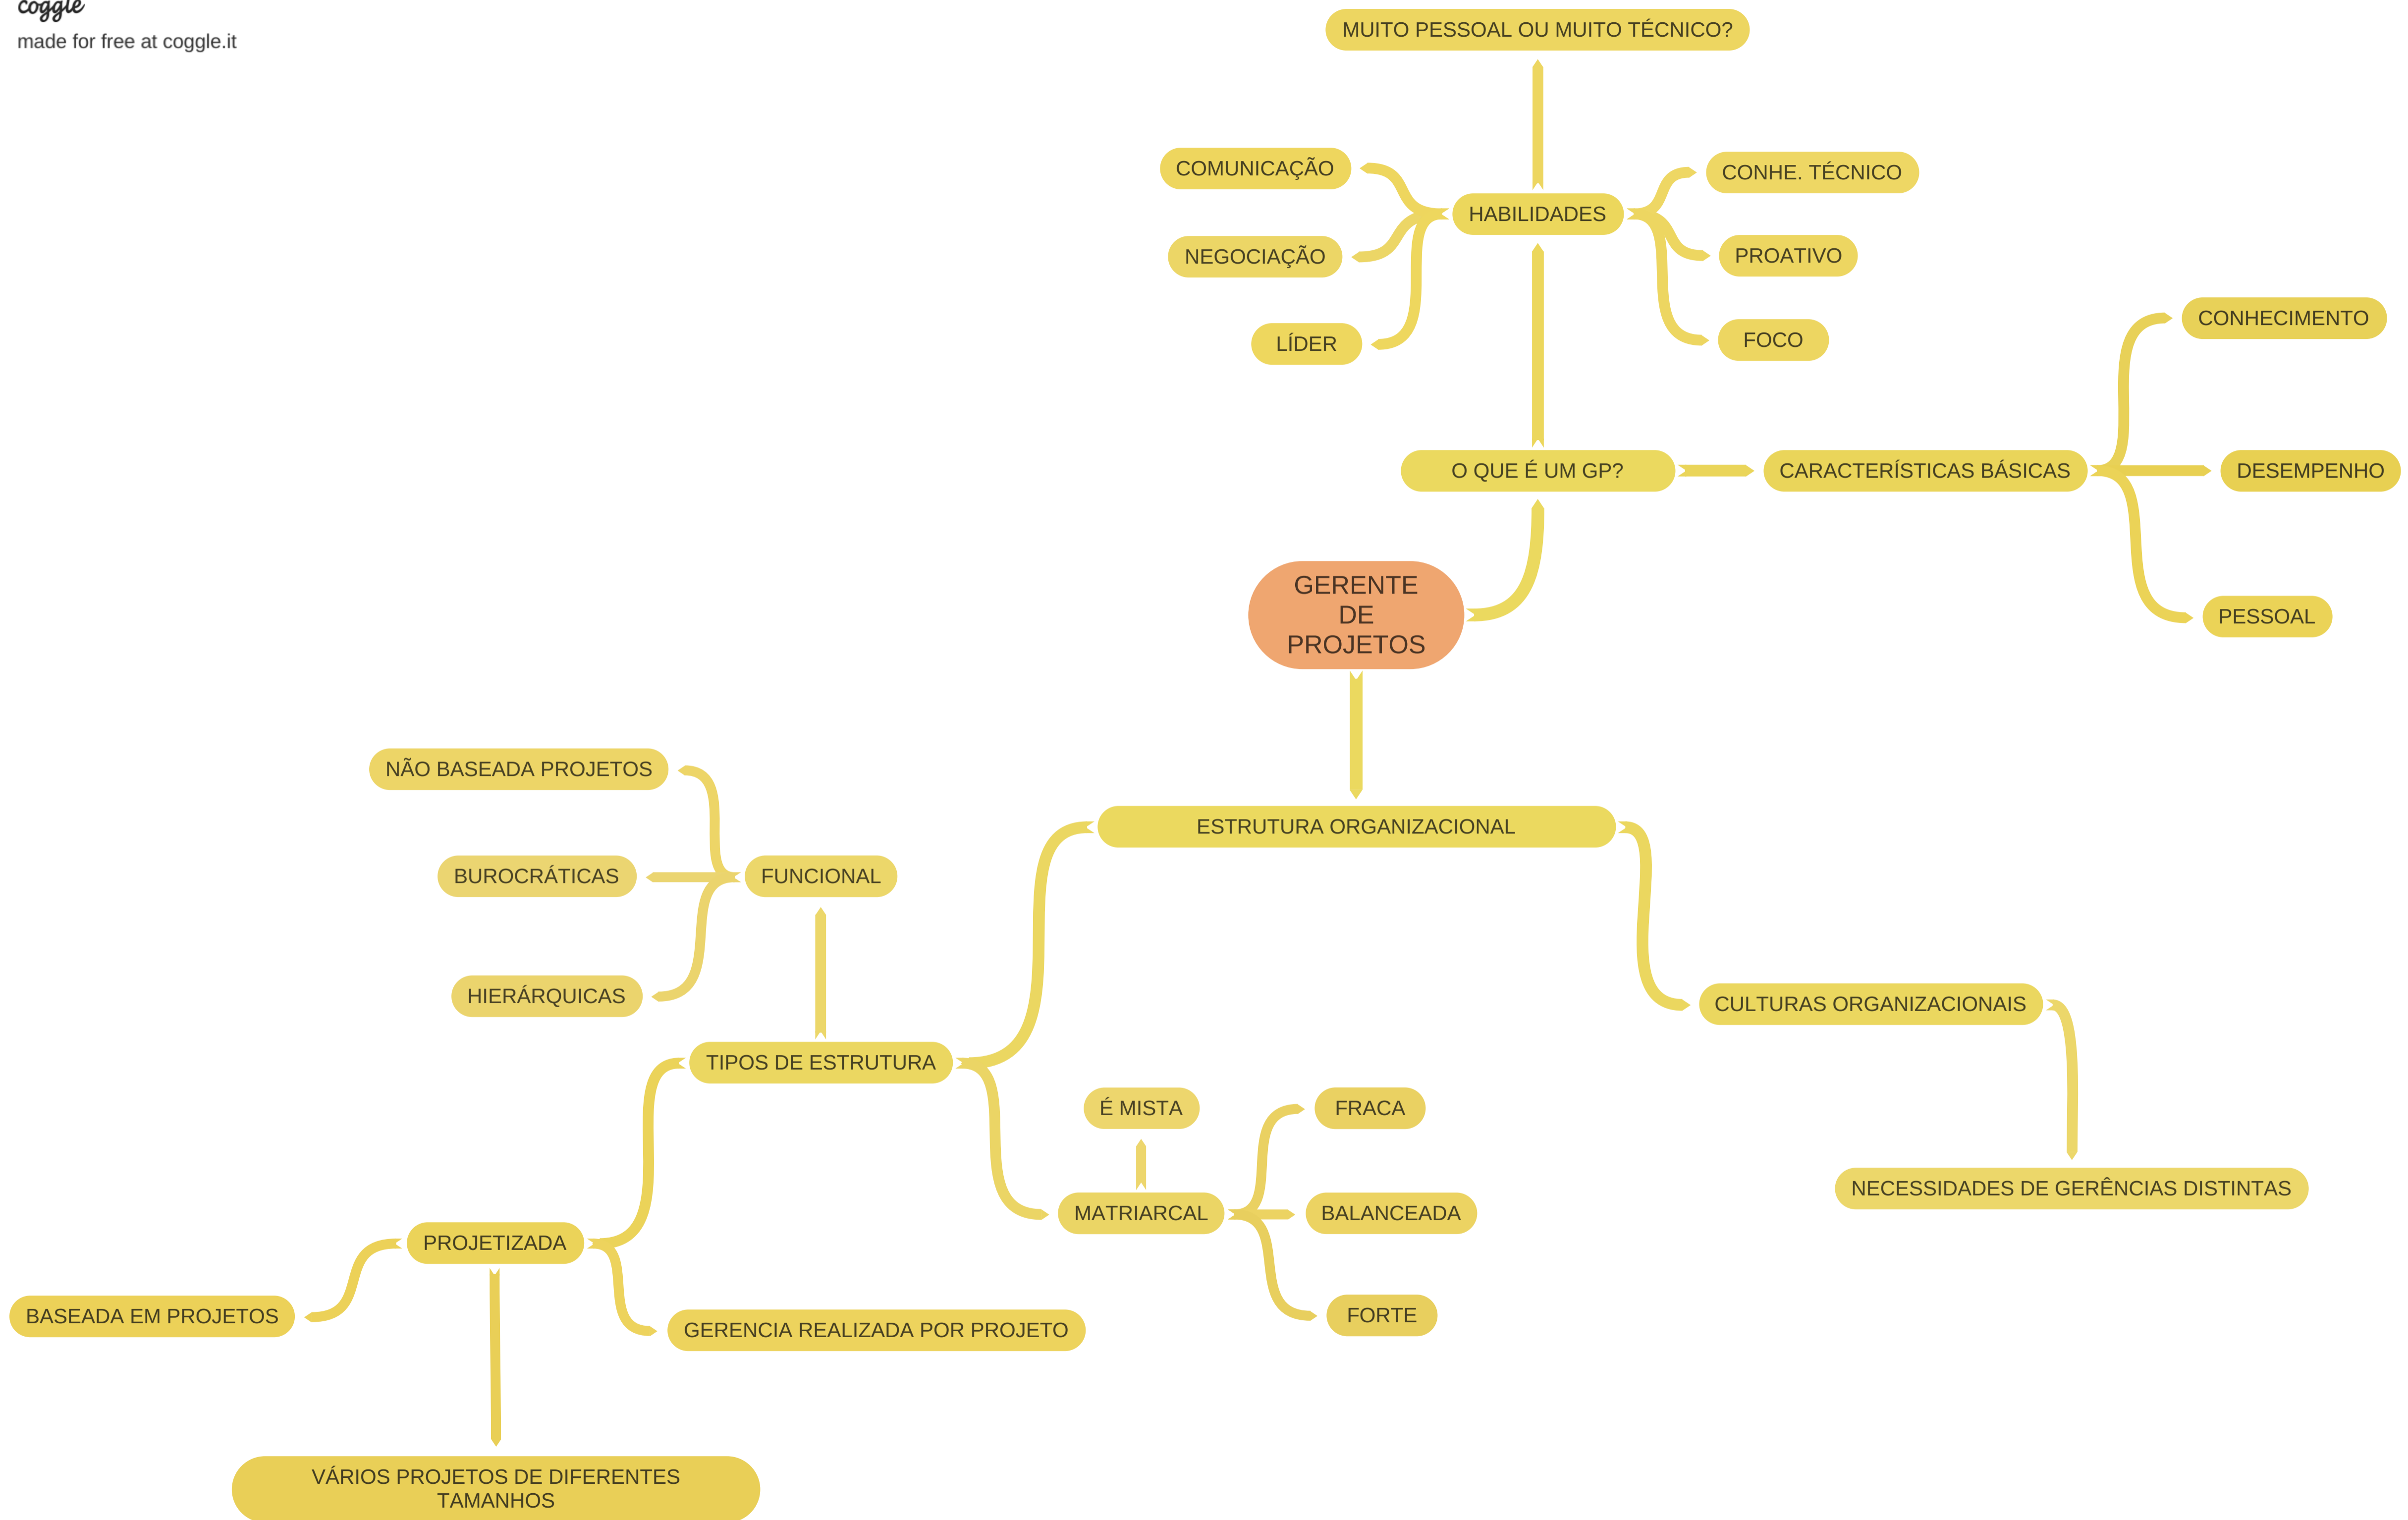 coggle
made for free at coggle.it
MUITO PESSOAL OU MUITO TÉCNICO?
COMUNICAÇÃO
CONHE. TÉCNICO
HABILIDADES
NEGOCIAÇÃO
PROATIVO
LÍDER
FOCO
CONHECIMENTO
O QUE É UM GP?
CARACTERÍSTICAS BÁSICAS
DESEMPENHO
PESSOAL
GERENTE
DE
PROJETOS
NÃO BASEADA PROJETOS
ESTRUTURA ORGANIZACIONAL
BUROCRÁTICAS
FUNCIONAL
HIERÁRQUICAS
CULTURAS ORGANIZACIONAIS
TIPOS DE ESTRUTURA
É MISTA
FRACA
MATRIARCAL
BALANCEADA
NECESSIDADES DE GERÊNCIAS DISTINTAS
PROJETIZADA
BASEADA EM PROJETOS
GERENCIA REALIZADA POR PROJETO
FORTE
VÁRIOS PROJETOS DE DIFERENTES
TAMANHOS